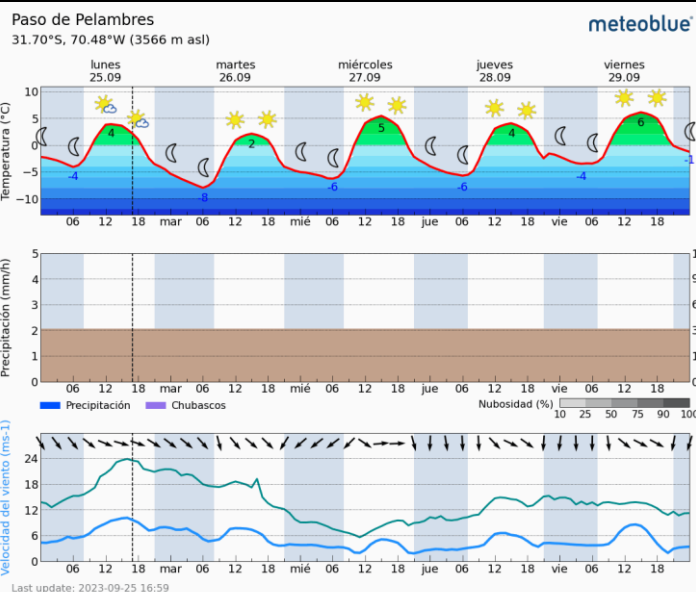 Paso de Pelambres
meteoblue
31.70°S, 70.48°W (3566 m asl)
lunes martes miércoles jueves viernes
25.09 26.09 27.09 28.09 29.09
Temperatura (°C)
10
5
0
−5
−10
4 2 5 4 6
-4 -8 -6 -6 -4 -1
06 12 18 mar 06 12 18 mié 06 12 18 jue 06 12 18 vie 06 12 18
Precipitación (mm/h)
5
4
3
2
1
0
06 12 18 mar 06 12 18 mié 06 12 18 jue 06 12 18 vie 06 12 18
Precipitación Chubascos
Nubosidad (%)
10 25 50 75 90 100
Velocidad del viento (ms-1)
24
18
12
6
0
06 12 18 mar 06 12 18 mié 06 12 18 jue 06 12 18 vie 06 12 18
Last update: 2023-09-25 16:59